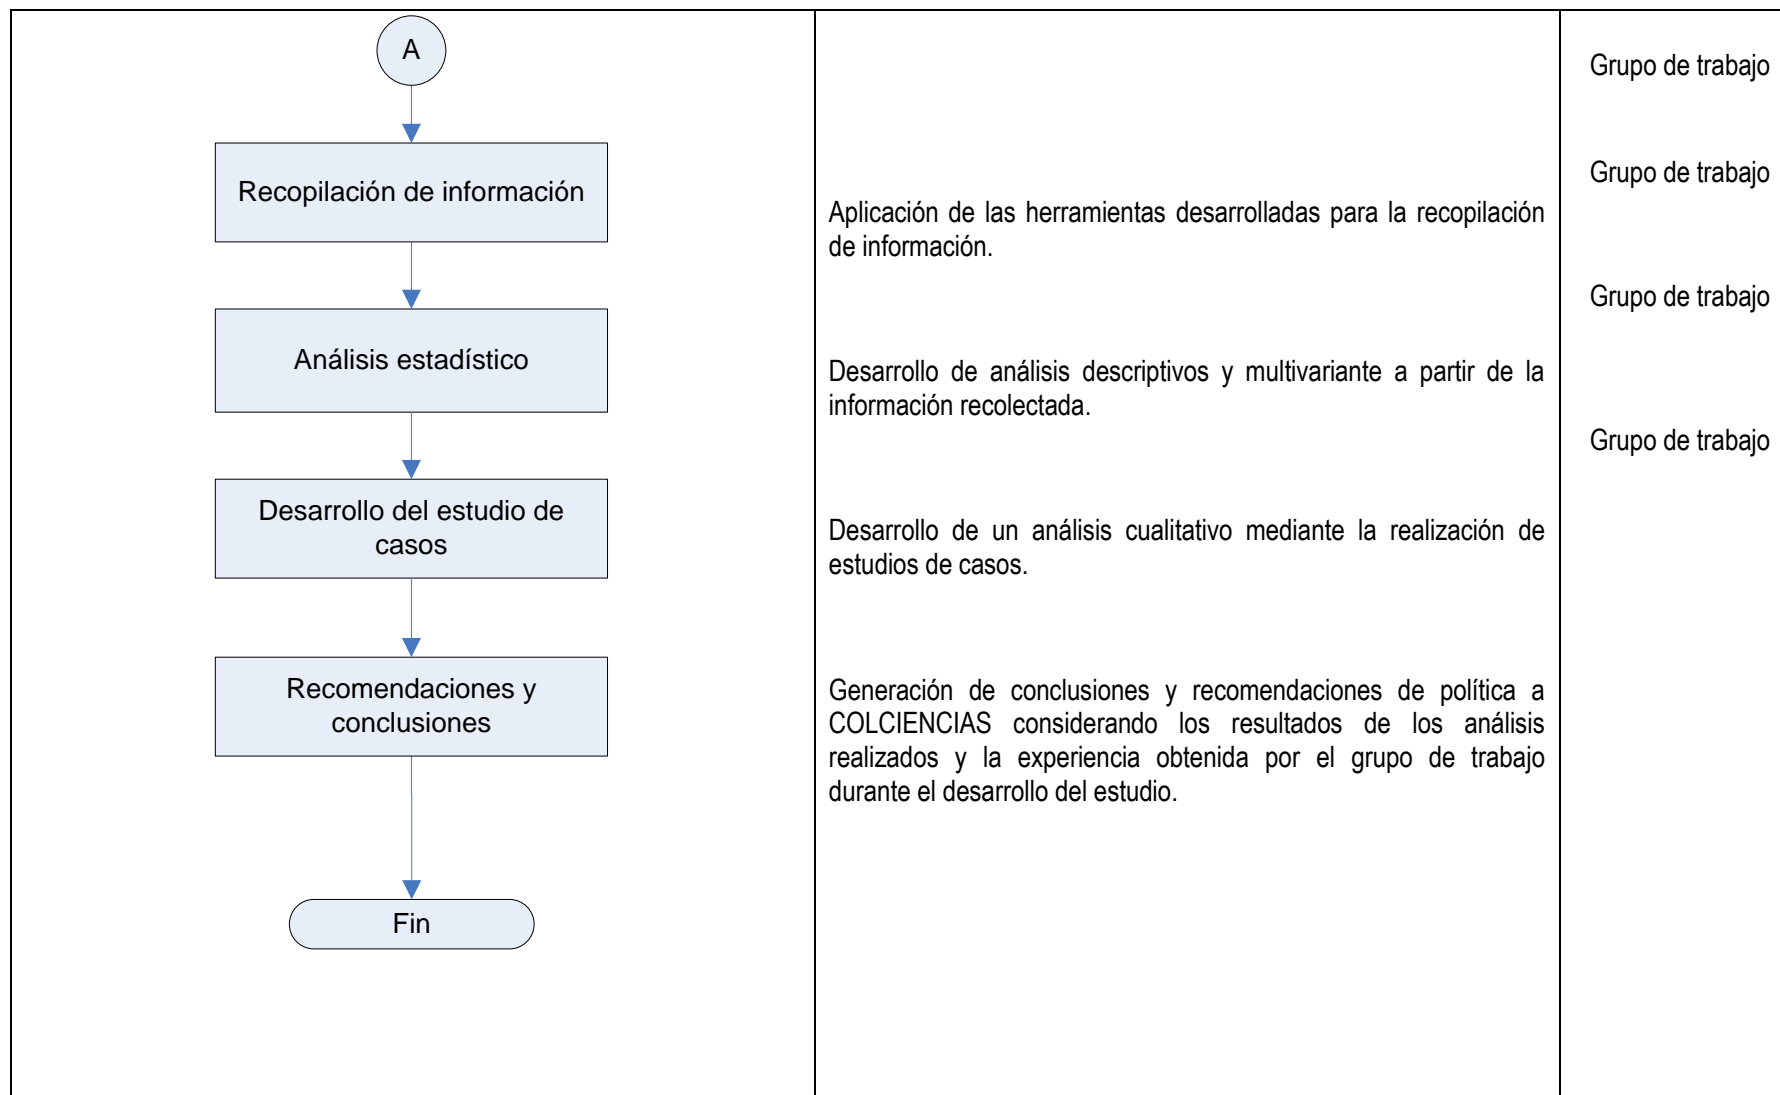 A
Recopilación de información
Análisis estadístico
Desarrollo del estudio de
casos
Recomendaciones y
conclusiones
Fin
Aplicación de las herramientas desarrolladas para la recopilación
de información.
Desarrollo de análisis descriptivos y multivariante a partir de la
información recolectada.
Desarrollo de un análisis cualitativo mediante la realización de
estudios de casos.
Generación de conclusiones y recomendaciones de política a
COLCIENCIAS considerando los resultados de los análisis
realizados y la experiencia obtenida por el grupo de trabajo
durante el desarrollo del estudio.
Grupo de trabajo
Grupo de trabajo
Grupo de trabajo
Grupo de trabajo